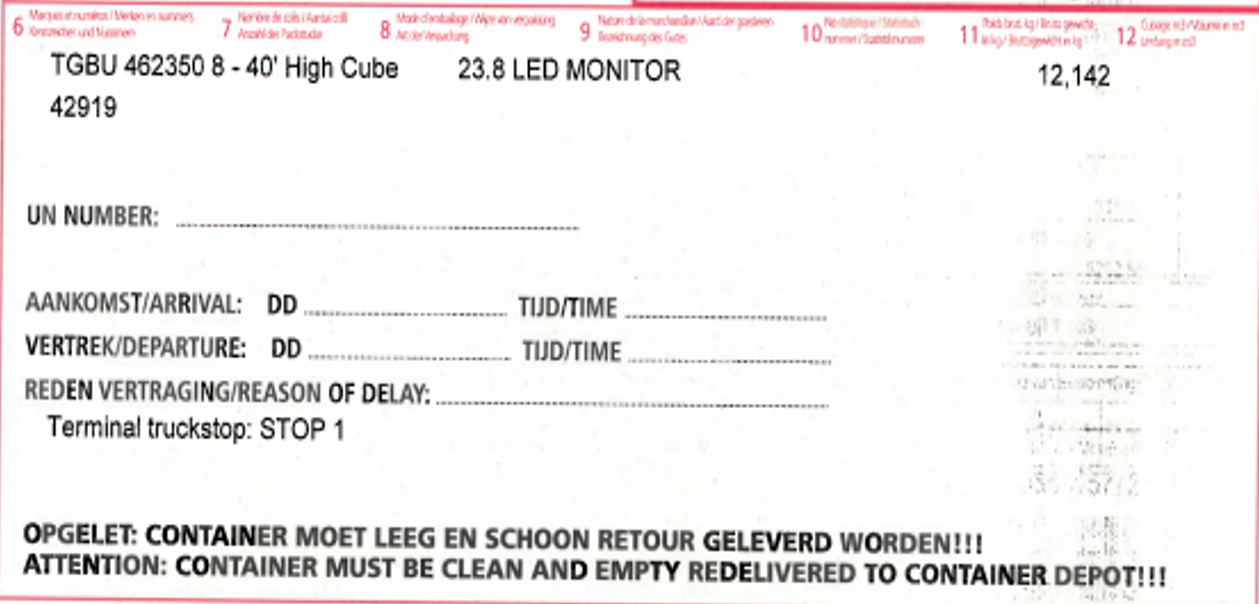 6 Marques et numéros / Merken en nummers 7 Nombre de colis / Aantal colli 8 Mode d'emballage / Wijze van verpakking 9 Nature de la marchandise / Aard der goederen 10 No statistique / Statistisch 11 Poids brut, kg / Bruto gewicht 12 Cubage m3 / Volume in m3
Kennzeichen und Nummern Anzahl der Packstücke Art der Verpackung Bezeichnung des Gutes nummer / Statistiknummer in kg / Bruttogewicht in kg Umfang in m3
TGBU 462350 8 - 40' High Cube 23.8 LED MONITOR 12,142
42919
UN NUMBER:
AANKOMST/ARRIVAL: DD TIJD/TIME
VERTREK/DEPARTURE: DD TIJD/TIME
REDEN VERTRAGING/REASON OF DELAY:
Terminal truckstop: STOP 1
OPGELET: CONTAINER MOET LEEG EN SCHOON RETOUR GELEVERD WORDEN!!!
ATTENTION: CONTAINER MUST BE CLEAN AND EMPTY REDELIVERED TO CONTAINER DEPOT!!!